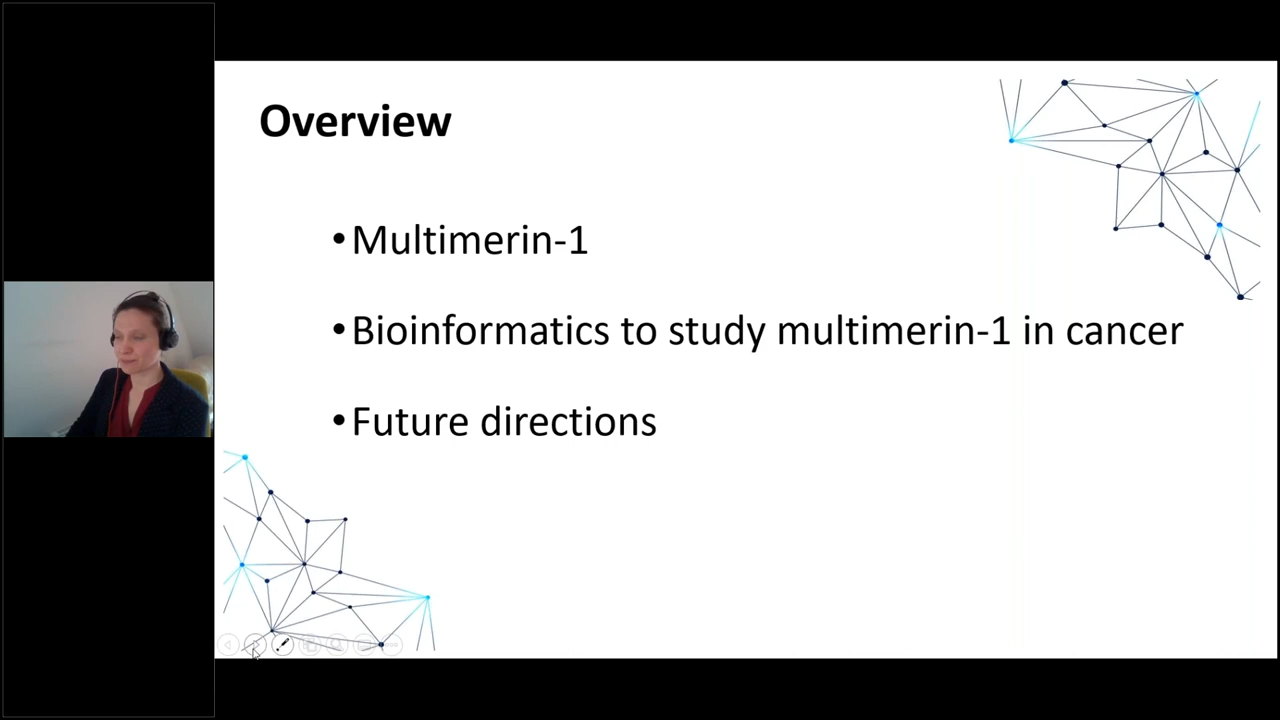 Overview
•Multimerin-1
•Bioinformatics to study multimerin-1 in cancer
•Future directions